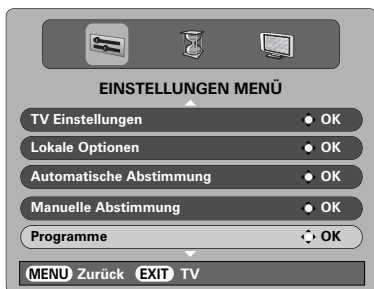 EINSTELLUNGEN MENÜ
TV Einstellungen OK
Lokale Optionen OK
Automatische Abstimmung OK
Manuelle Abstimmung OK
Programme OK
MENU Zurück EXIT TV